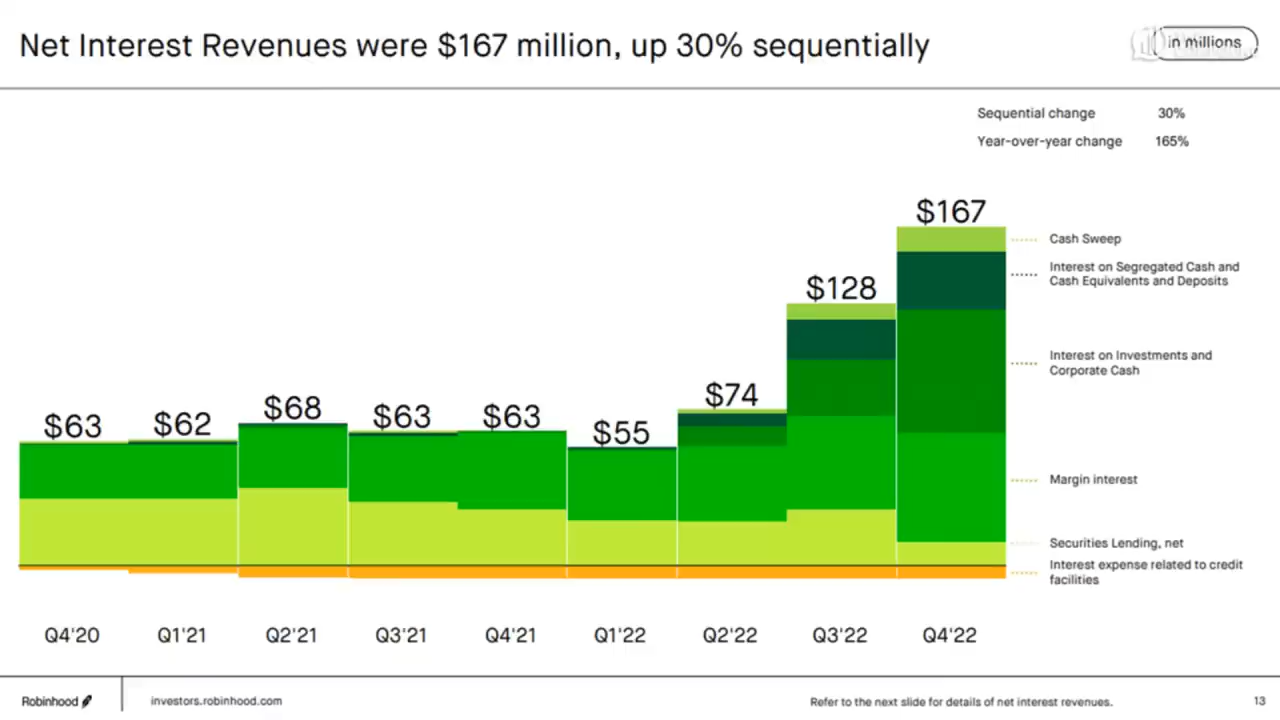 Net Interest Revenues were $167 million, up 30% sequentially
in millions
Sequential change 30%
Year-over-year change 165%
$63
$62
$68
$63
$63
$55
$74
$128
$167
Cash Sweep
Interest on Segregated Cash and
Cash Equivalents and Deposits
Interest on Investments and
Corporate Cash
Margin interest
Securities Lending, net
Interest expense related to credit
facilities
Q4'20 Q1'21 Q2'21 Q3'21 Q4'21 Q1'22 Q2'22 Q3'22 Q4'22
Robinhood
investors.robinhood.com
Refer to the next slide for details of net interest revenues.
13